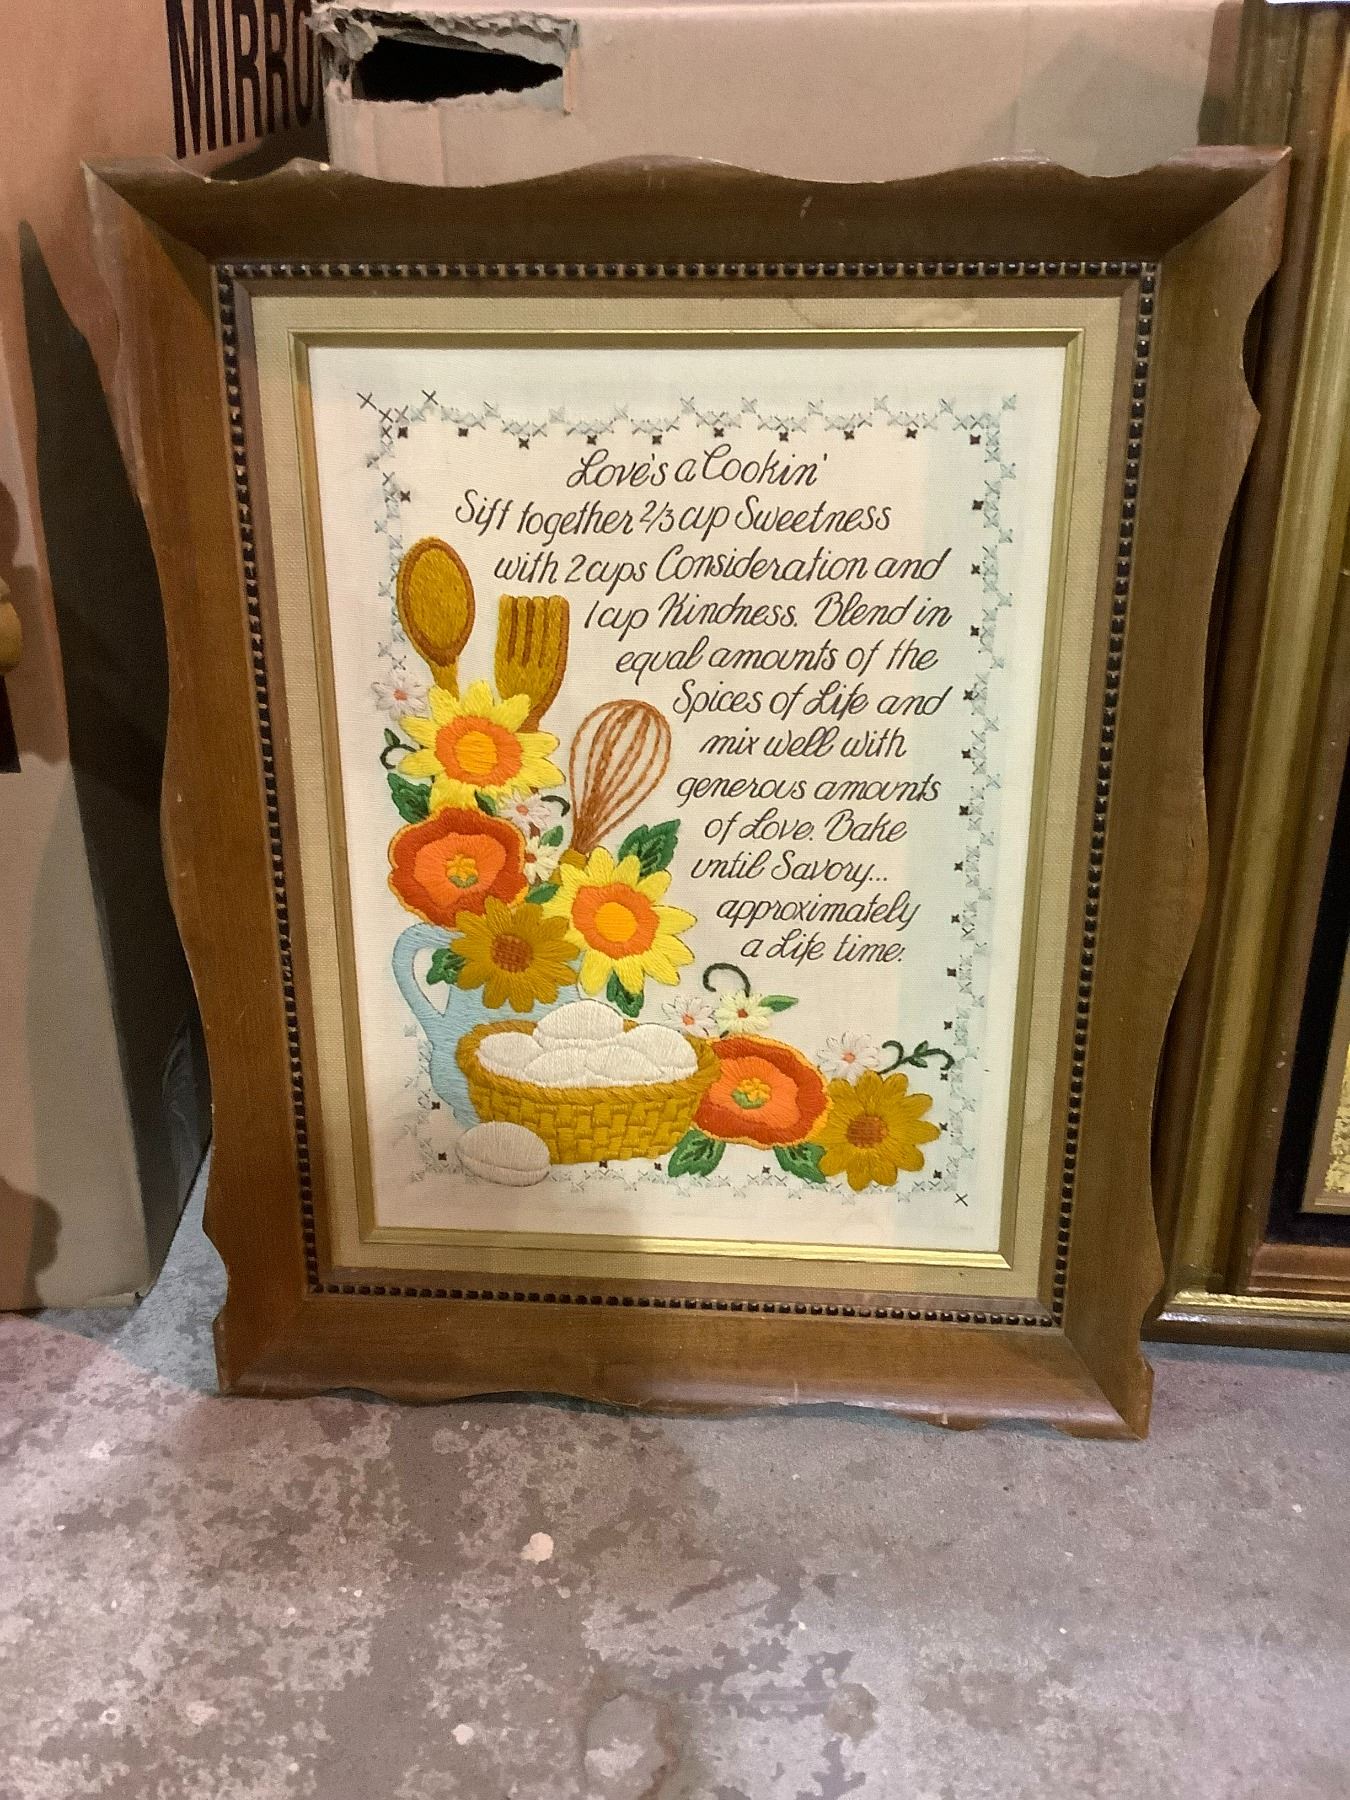 MIRRO
Love's a Cookin'
Sift together 2/3 cup Sweetness
with 2 cups Consideration and
1 cup Kindness. Blend in
equal amounts of the
Spices of Life and
mix well with
generous amounts
of Love. Bake
until Savory...
approximately
a Life time.